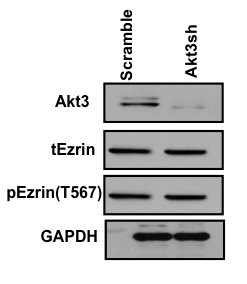 Scramble
Akt3sh
Akt3
tEzrin
pEzrin(T567)
GAPDH